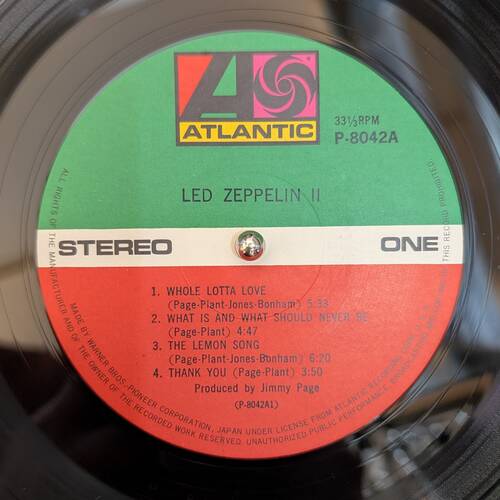 ATLANTIC
33⅓RPM
P-8042A
LED ZEPPELIN II
STEREO
ONE
1. WHOLE LOTTA LOVE
(Page-Plant-Jones-Bonham) 5:33
2. WHAT IS AND WHAT SHOULD NEVER BE
(Page-Plant) 4:47
3. THE LEMON SONG
(Page-Plant-Jones-Bonham) 6:20
4. THANK YOU (Page-Plant) 3:50
Produced by Jimmy Page
(P-8042A1)
ALL RIGHTS OF THE MANUFACTURER AND OF THE OWNER OF THE RECORDED WORK RESERVED. UNAUTHORIZED PUBLIC PERFORMANCE, BROADCASTING THIS RECORD PROHIBITED.
MADE BY WARNER BROS.-PIONEER CORPORATION, JAPAN UNDER LICENSE FROM ATLANTIC RECORDING